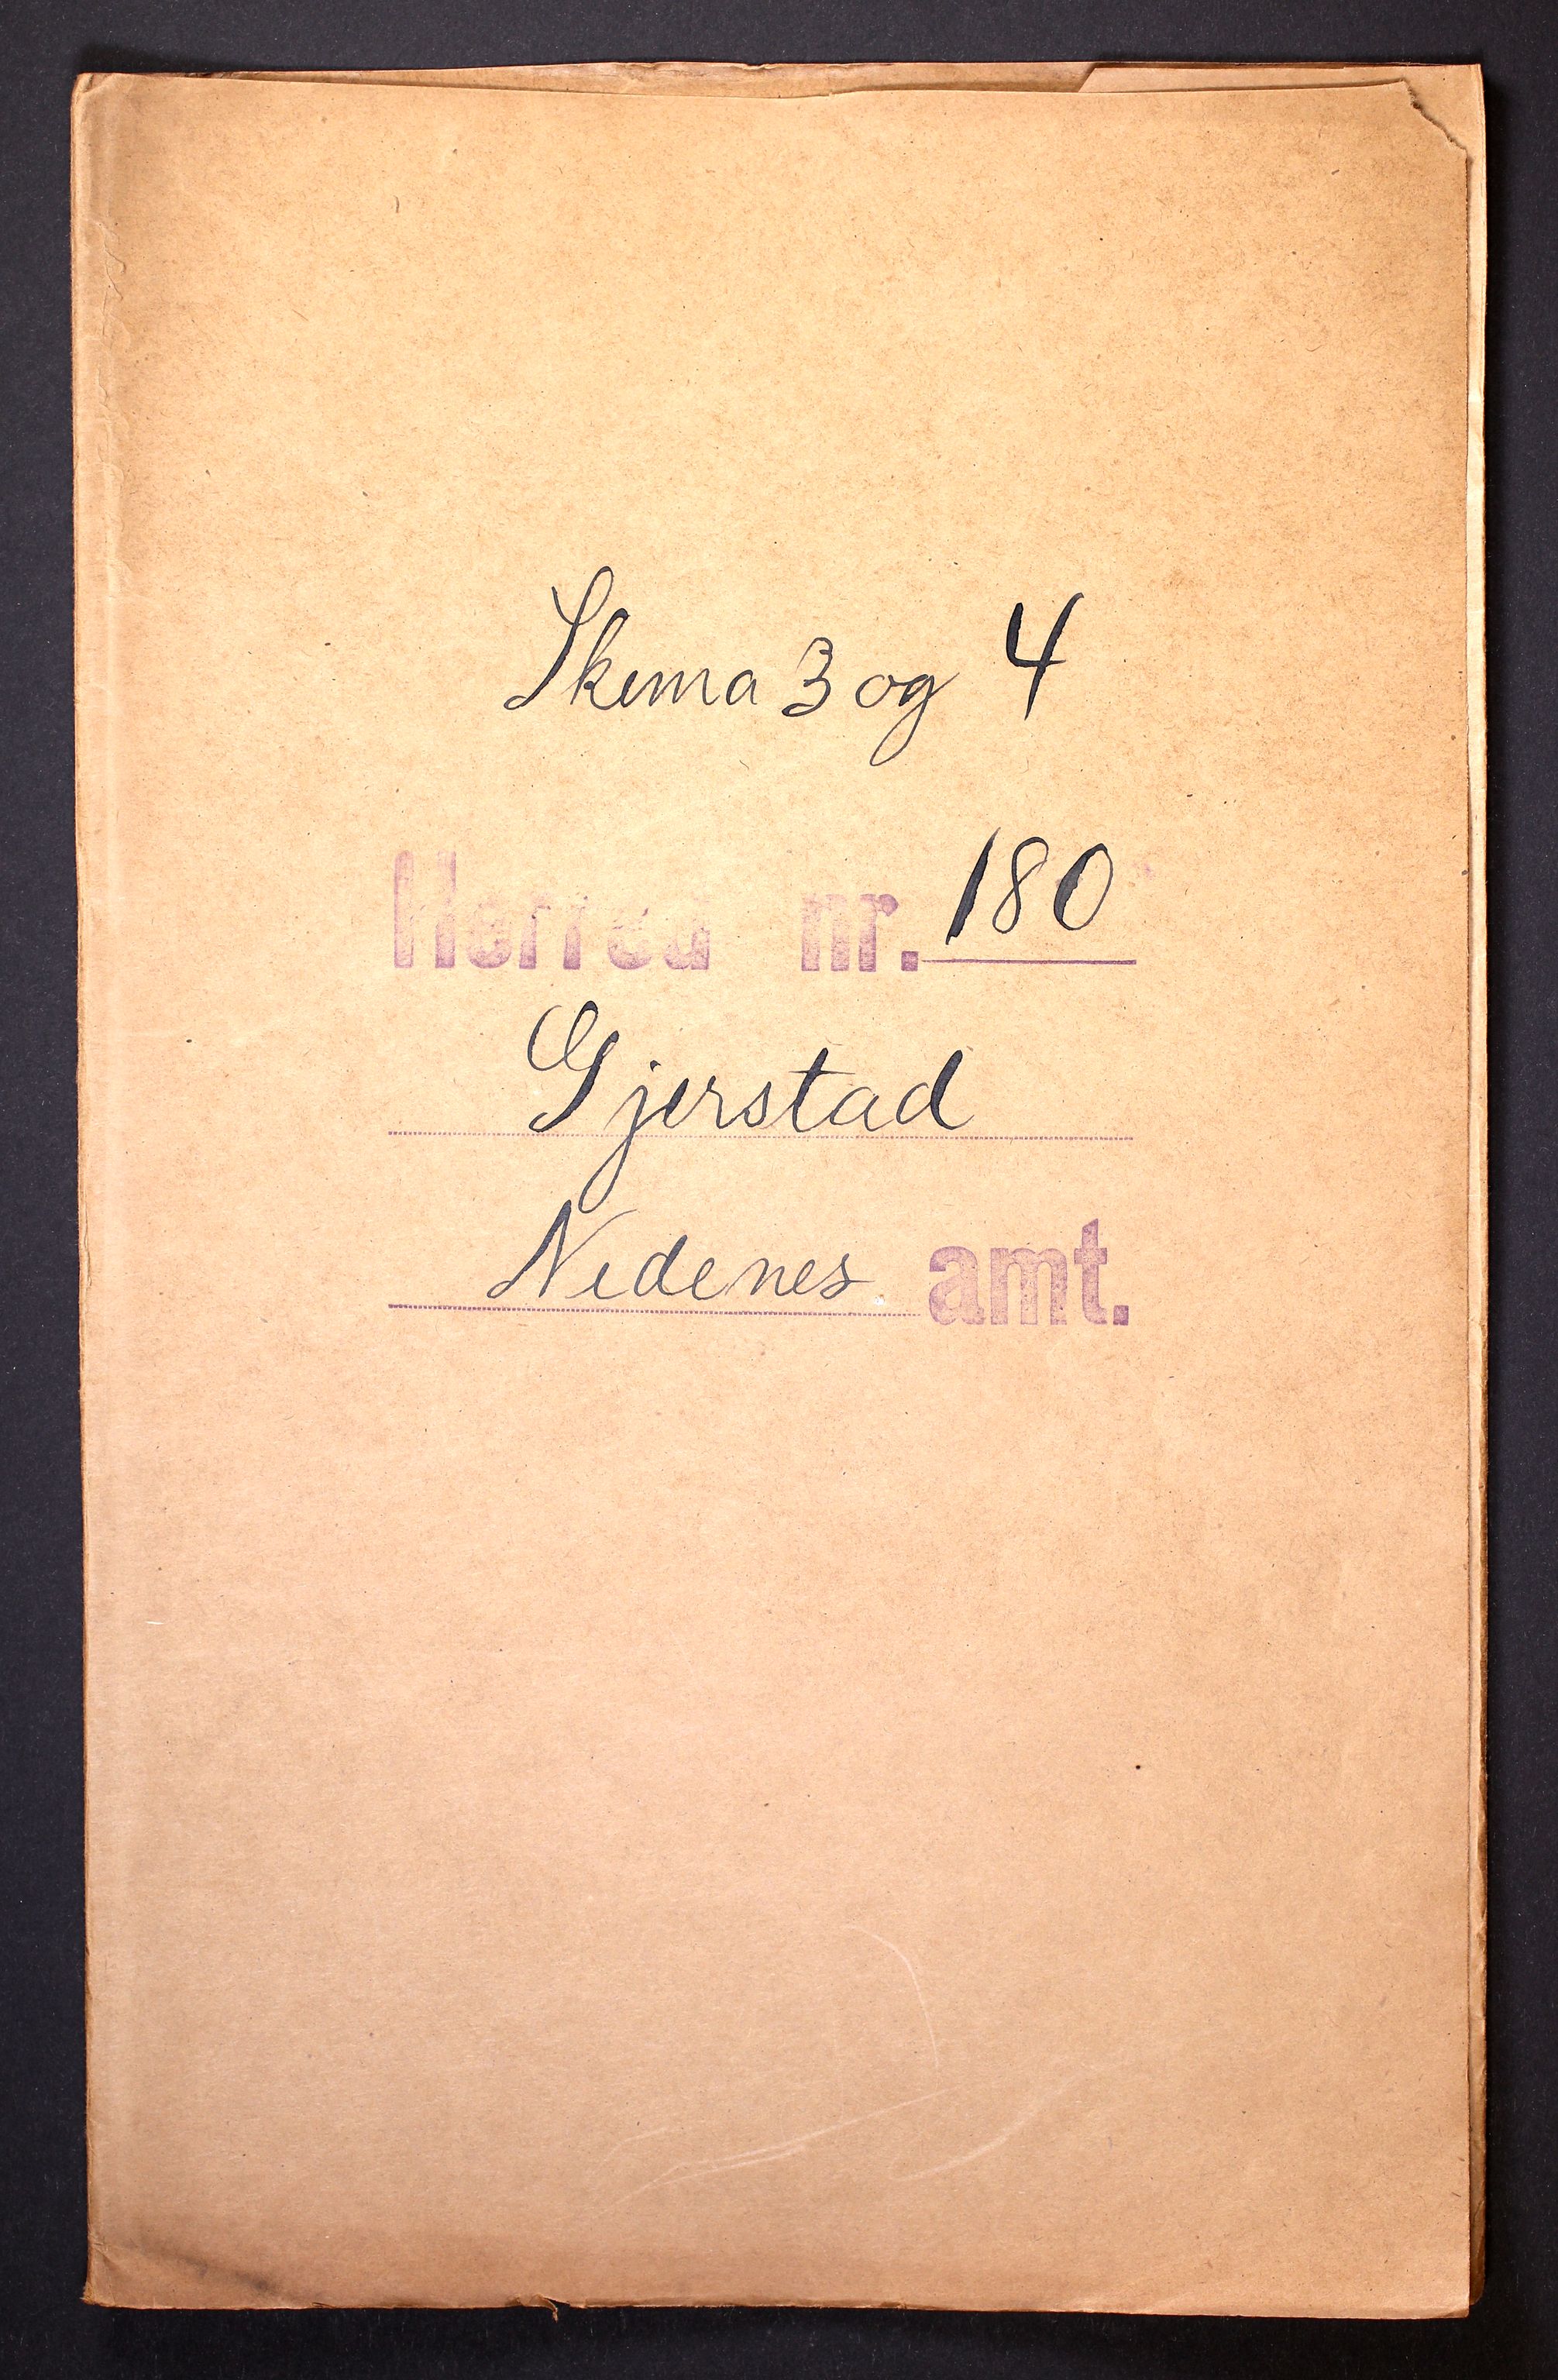 Skema 3 og 4
Herred nr. 180
Gjerstad
Nedenes amt.